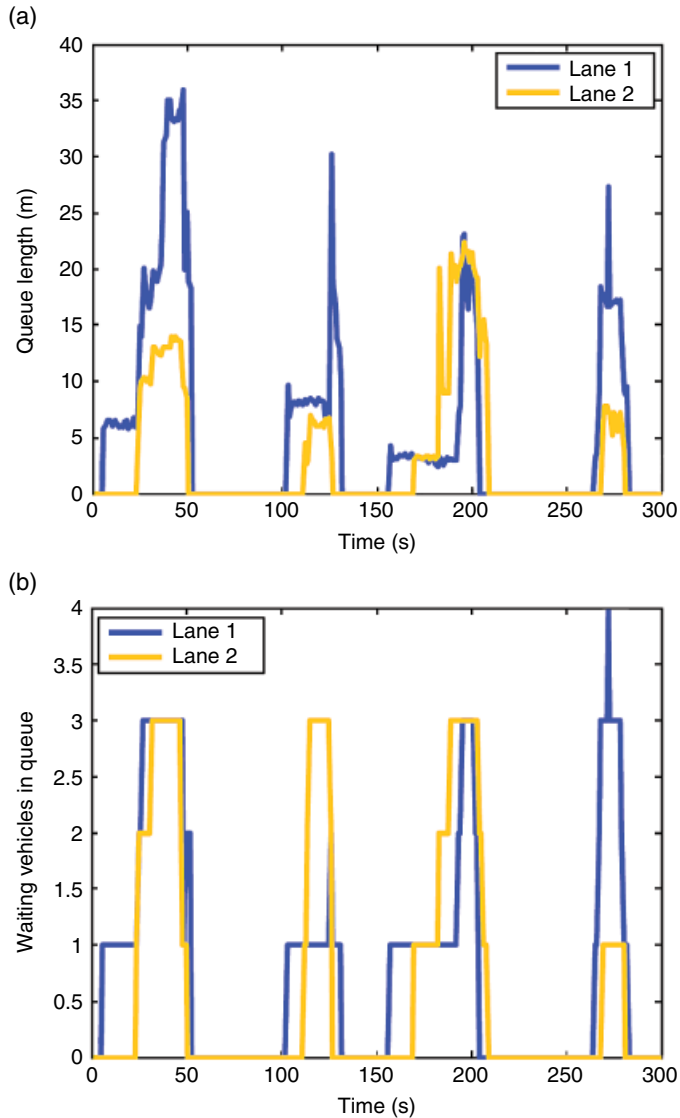 (a)
40
35
30
25
20
15
10
5
0
Queue length (m)
Lane 1
Lane 2
0 50 100 150 200 250 300
Time (s)
(b)
4
3.5
3
2.5
2
1.5
1
0.5
0
Waiting vehicles in queue
Lane 1
Lane 2
0 50 100 150 200 250 300
Time (s)